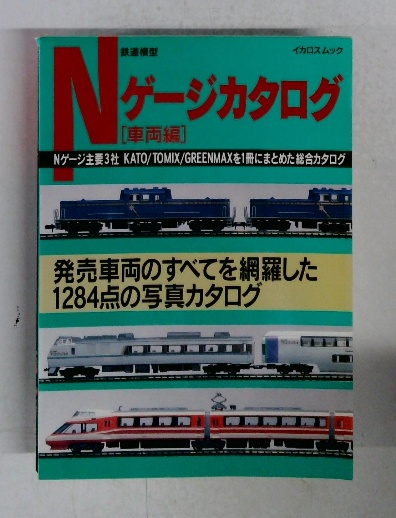 鉄道模型
イカロスムック
Nゲージカタログ
[車両編]
Nゲージ主要3社 KATO/TOMIX/GREENMAXを1冊にまとめた総合カタログ
発売車両のすべてを網羅した
1284点の写真カタログ